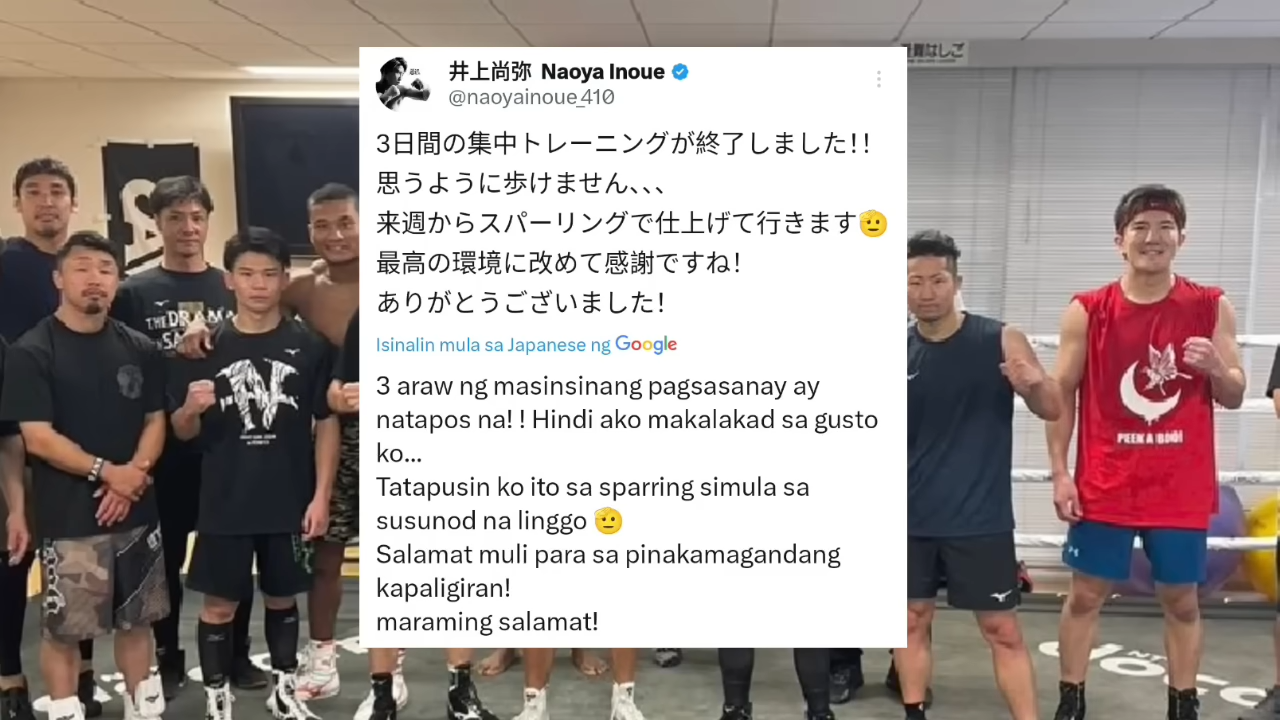 井上尚弥 Naoya Inoue
@naoyainoue_410
3日間の集中トレーニングが終了しました!!
思うように歩けません、、、
来週からスパーリングで仕上げて行きます🫡
最高の環境に改めて感謝ですね!
ありがとうございました!
Isinalin mula sa Japanese ng Google
3 araw ng masinsinang pagsasanay ay
natapos na! ! Hindi ako makalakad sa gusto
ko...
Tatapusin ko ito sa sparring simula sa
susunod na linggo 🫡
Salamat muli para sa pinakamagandang
kapaligiran!
maraming salamat!
THE DRAMA
PEEK A BOO!